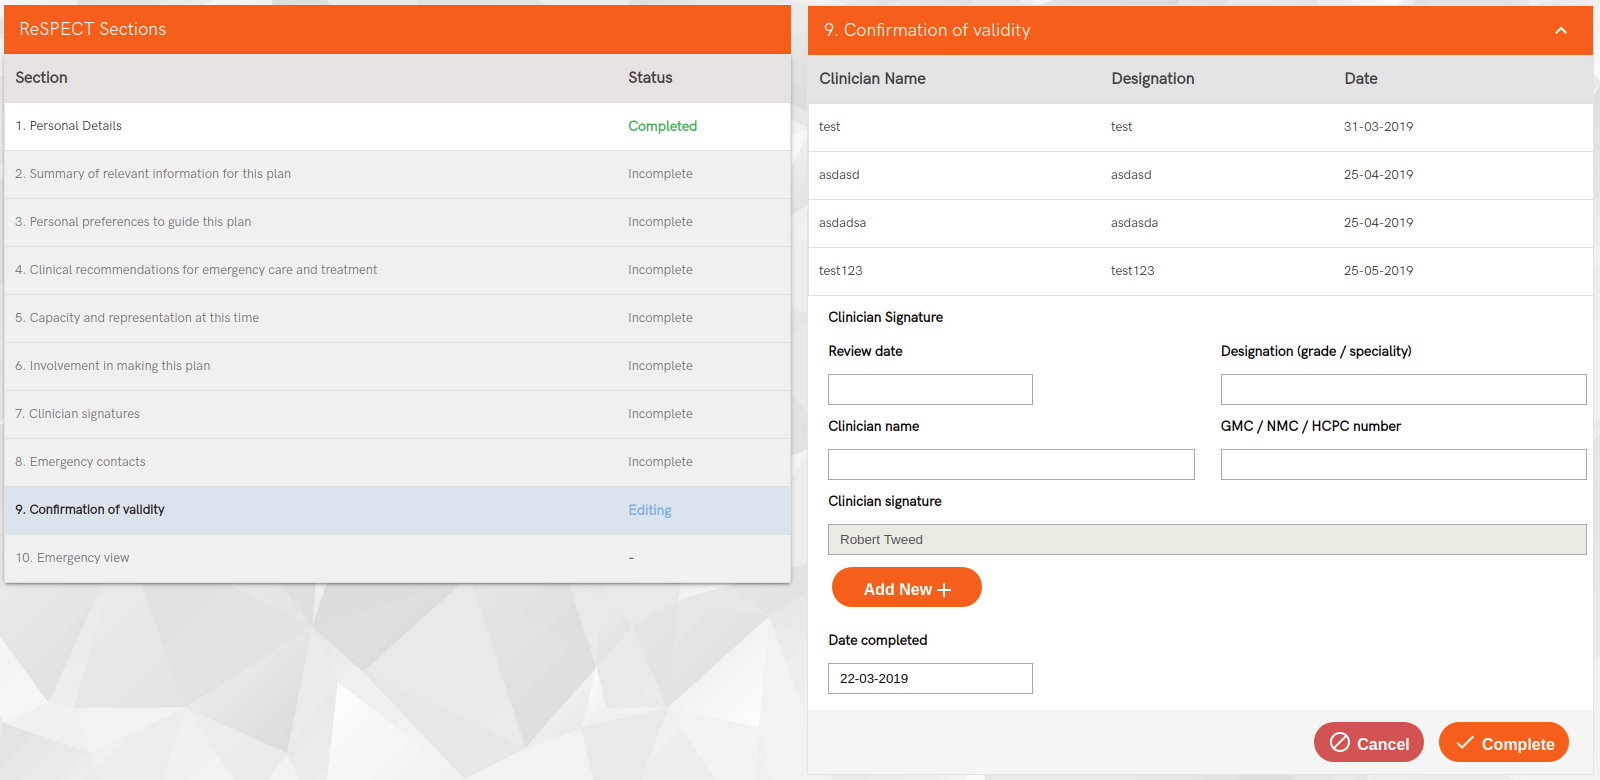 ReSPECT Sections
Section Status
1. Personal Details Completed
2. Summary of relevant information for this plan Incomplete
3. Personal preferences to guide this plan Incomplete
4. Clinical recommendations for emergency care and treatment Incomplete
5. Capacity and representation at this time Incomplete
6. Involvement in making this plan Incomplete
7. Clinician signatures Incomplete
8. Emergency contacts Incomplete
9. Confirmation of validity Editing
10. Emergency view -
9. Confirmation of validity
Clinician Name Designation Date
test test 31-03-2019
asdasd asdasd 25-04-2019
asdadsa asdasda 25-04-2019
test123 test123 25-05-2019
Clinician Signature
Review date Designation (grade / speciality)
Clinician name GMC / NMC / HCPC number
Clinician signature
Robert Tweed
Add New +
Date completed
22-03-2019
Cancel Complete